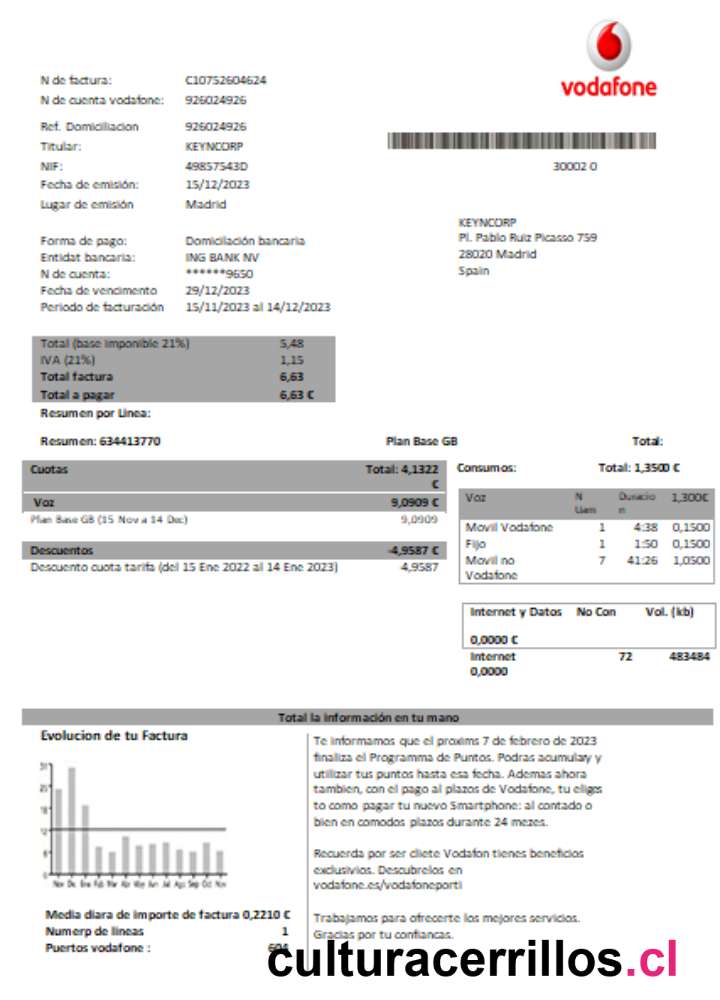 vodafone
N de factura: C10752604624
N de cuenta vodafone: 926024926
Ref. Domiciliacion 926024926
Titular: KEYNCORP
NIF: 49857543D
Fecha de emisión: 15/12/2023
Lugar de emisión Madrid
30002 0
KEYNCORP
Pl. Pablo Ruiz Picasso 759
28020 Madrid
Spain
Forma de pago: Domicilación bancaria
Entidat bancaria: ING BANK NV
N de cuenta: ******9650
Fecha de vencimento 29/12/2023
Periodo de facturación 15/11/2023 al 14/12/2023
Total (base imponible 21%) 5,48
IVA (21%) 1,15
Total factura 6,63
Total a pagar 6,63 €
Resumen por Linea:
Resumen: 634413770 Plan Base GB Total:
Cuotas Total: 4,1322 €
Voz 9,0909 €
Plan Base GB (15 Nov a 14 Dec) 9,0909
Descuentos -4,9587 €
Descuento cuota tarifa (del 15 Ene 2022 al 14 Ene 2023) 4,9587
Consumos: Total: 1,3500 €
Voz N Duracio 1,300€
n
Movil Vodafone 1 4:38 0,1500
Fijo 1 1:50 0,1500
Movil no 7 41:26 1,0500
Vodafone
Internet y Datos No Con Vol. (kb)
0,0000 €
Internet 72 483484
0,0000
Total la información en tu mano
Evolucion de tu Factura
Nov Dic Ene Feb Mar Abr May Jun Jul Ago Sep Oct Nov
Media diara de importe de factura 0,2210 €
Numerp de lineas 1
Puertos vodafone : 604
Te informamos que el proxims 7 de febrero de 2023
finaliza el Programma de Puntos. Podras acumulary y
utilizar tus puntos hasta esa fecha. Ademas ahora
tambien, con el pago al plazos de Vodafone, tu eliges
to como pagar tu nuevo Smartphone: al contado o
bien en comodos plazos durante 24 mezes.
Recuerda por ser cliete Vodafon tienes beneficios
exclusivios. Descubrelos en
vodafone.es/vodafoneporti
Trabajamos para ofrecerte los mejores servicios.
Gracias por tu confiancas.
culturacerrillos.cl